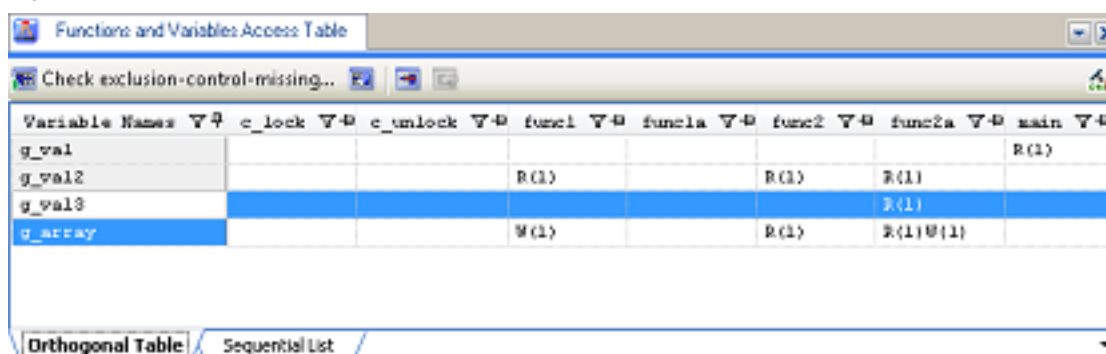 Functions and Variables Access Table
Check exclusion-control-missing...
Variable Names c_lock c_unlock func1 func1a func2 func2a main
g_val R(1)
g_val2 R(1) R(1) R(1)
g_val3 R(1)
g_array W(1) R(1) R(1)W(1)
Orthogonal Table Sequential List